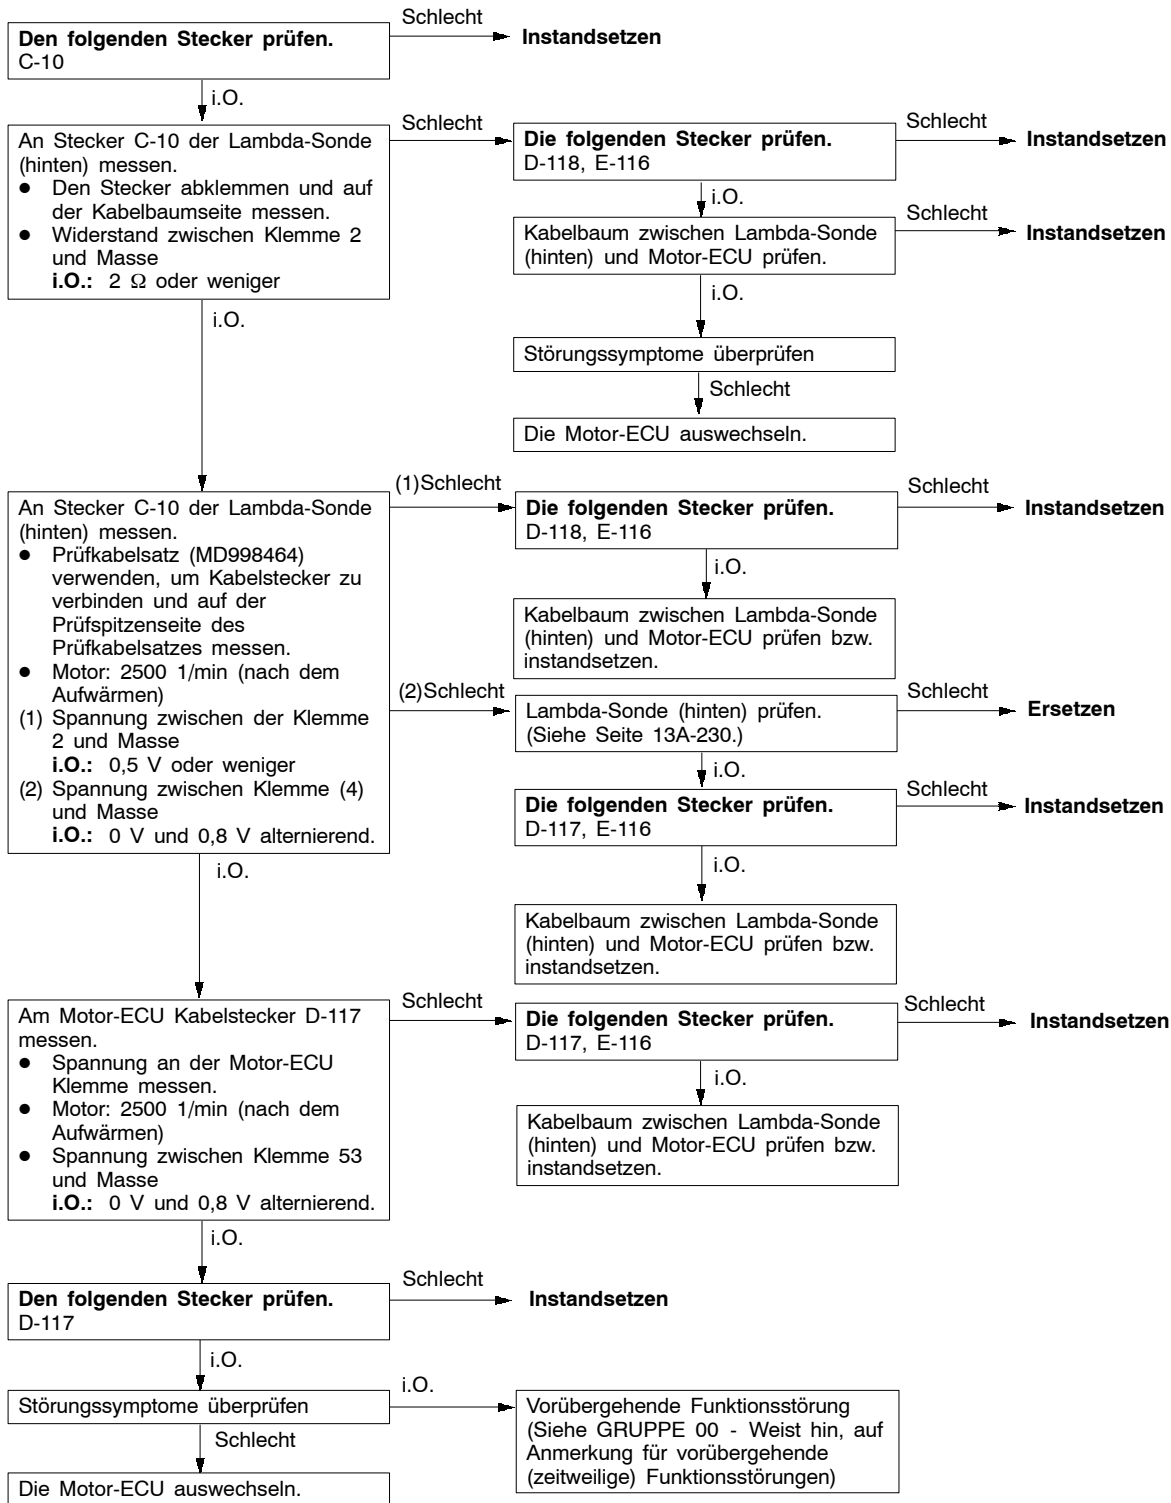 Den folgenden Stecker prüfen.
C-10
Schlecht
Instandsetzen
i.O.
An Stecker C-10 der Lambda-Sonde
(hinten) messen.
● Den Stecker abklemmen und auf
der Kabelbaumseite messen.
● Widerstand zwischen Klemme 2
und Masse
i.O.: 2 Ω oder weniger
Schlecht
Die folgenden Stecker prüfen.
D-118, E-116
Schlecht
Instandsetzen
i.O.
Kabelbaum zwischen Lambda-Sonde
(hinten) und Motor-ECU prüfen.
Schlecht
Instandsetzen
i.O.
Störungssymptome überprüfen
Schlecht
Die Motor-ECU auswechseln.
i.O.
An Stecker C-10 der Lambda-Sonde
(hinten) messen.
● Prüfkabelsatz (MD998464)
verwenden, um Kabelstecker zu
verbinden und auf der
Prüfspitzenseite des
Prüfkabelsatzes messen.
● Motor: 2500 1/min (nach dem
Aufwärmen)
(1) Spannung zwischen der Klemme
2 und Masse
i.O.: 0,5 V oder weniger
(2) Spannung zwischen Klemme (4)
und Masse
i.O.: 0 V und 0,8 V alternierend.
(1)Schlecht
Die folgenden Stecker prüfen.
D-118, E-116
Schlecht
Instandsetzen
i.O.
Kabelbaum zwischen Lambda-Sonde
(hinten) und Motor-ECU prüfen bzw.
instandsetzen.
(2)Schlecht
Lambda-Sonde (hinten) prüfen.
(Siehe Seite 13A-230.)
Schlecht
Ersetzen
i.O.
Die folgenden Stecker prüfen.
D-117, E-116
Schlecht
Instandsetzen
i.O.
Kabelbaum zwischen Lambda-Sonde
(hinten) und Motor-ECU prüfen bzw.
instandsetzen.
i.O.
Am Motor-ECU Kabelstecker D-117
messen.
● Spannung an der Motor-ECU
Klemme messen.
● Motor: 2500 1/min (nach dem
Aufwärmen)
● Spannung zwischen Klemme 53
und Masse
i.O.: 0 V und 0,8 V alternierend.
Schlecht
Die folgenden Stecker prüfen.
D-117, E-116
Schlecht
Instandsetzen
i.O.
Kabelbaum zwischen Lambda-Sonde
(hinten) und Motor-ECU prüfen bzw.
instandsetzen.
i.O.
Den folgenden Stecker prüfen.
D-117
Schlecht
Instandsetzen
i.O.
Störungssymptome überprüfen
i.O.
Vorübergehende Funktionsstörung
(Siehe GRUPPE 00 - Weist hin, auf
Anmerkung für vorübergehende
(zeitweilige) Funktionsstörungen)
Schlecht
Die Motor-ECU auswechseln.